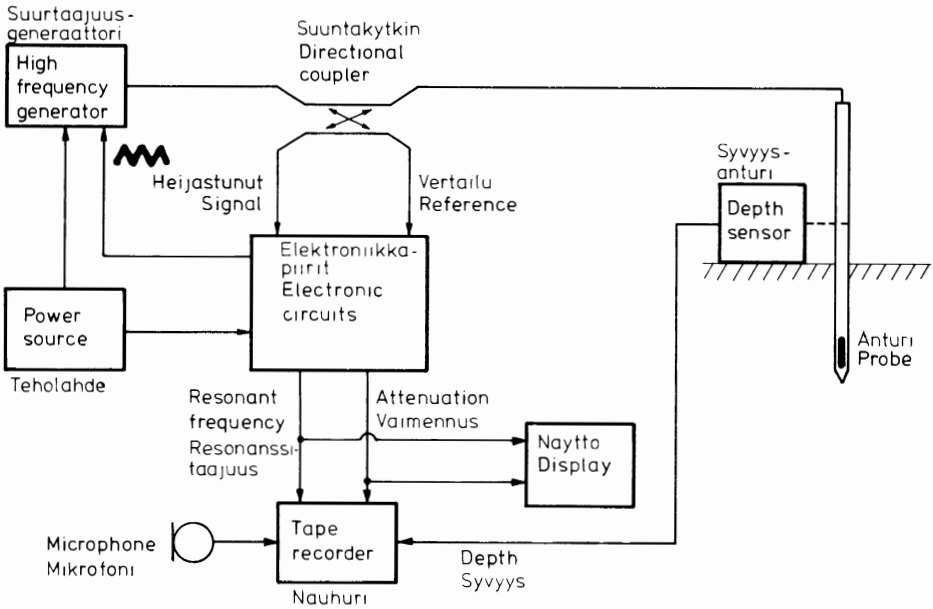 Suurtaajuus-
generaattori
High
frequency
generator
Suuntakytkin
Directional
coupler
Heijastunut
Signal
Vertailu
Reference
Syvyys-
anturi
Depth
sensor
Elektroniikka-
piirit
Electronic
circuits
Power
source
Teholahde
Anturi
Probe
Resonant
frequency
Resonanssi-
taajuus
Attenuation
Vaimennus
Naytto
Display
Microphone
Mikrofoni
Tape
recorder
Nauhuri
Depth
Syvyys